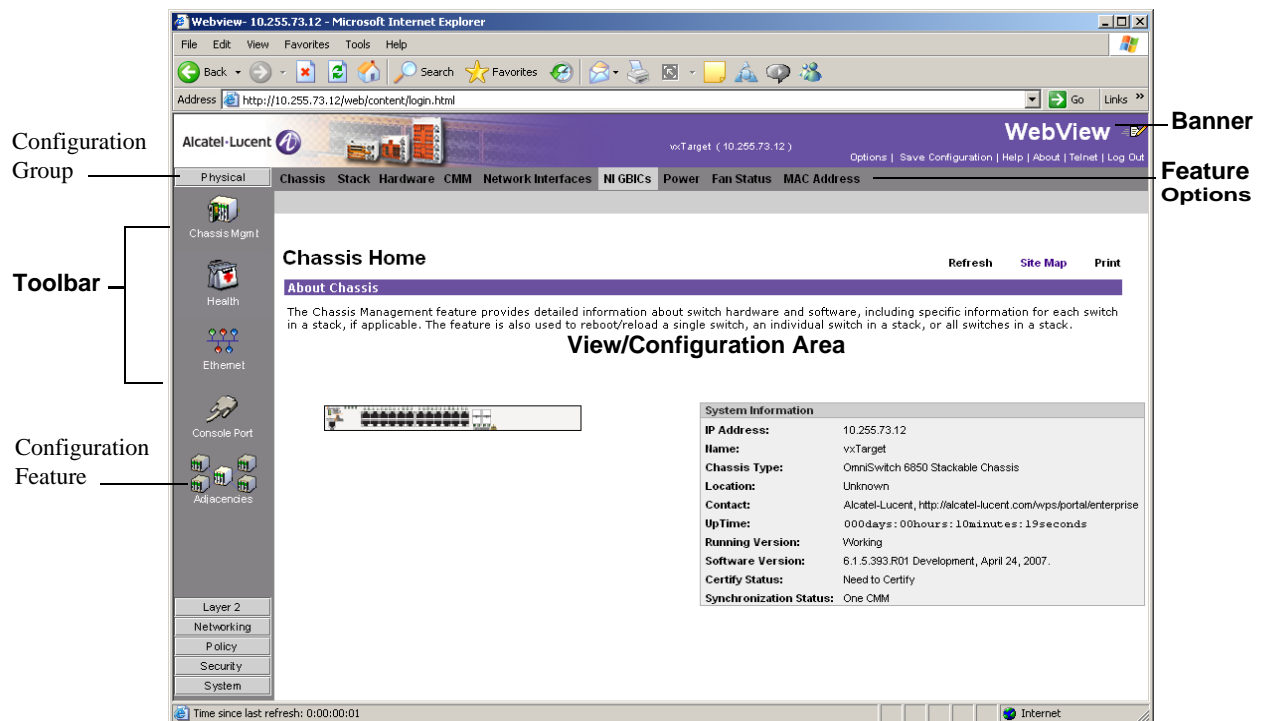 Webview- 10.255.73.12 - Microsoft Internet Explorer
File Edit View Favorites Tools Help
Back Search Favorites
Address http://10.255.73.12/web/content/login.html Go Links »
Alcatel-Lucent
vxTarget ( 10.255.73.12 )
WebView
Options | Save Configuration | Help | About | Telnet | Log Out
Banner
Configuration
Group
Physical
Chassis Stack Hardware CMM Network Interfaces NI GBICs Power Fan Status MAC Address
Feature
Options
Chassis Mgmt
Toolbar
Health
Ethernet
Console Port
Configuration
Feature
Adjacencies
Layer 2
Networking
Policy
Security
System
Chassis Home
Refresh Site Map Print
About Chassis
The Chassis Management feature provides detailed information about switch hardware and software, including specific information for each switch
in a stack, if applicable. The feature is also used to reboot/reload a single switch, an individual switch in a stack, or all switches in a stack.
View/Configuration Area
System Information
IP Address: 10.255.73.12
Name: vxTarget
Chassis Type: OmniSwitch 6850 Stackable Chassis
Location: Unknown
Contact: Alcatel-Lucent, http://alcatel-lucent.com/wps/portal/enterprise
UpTime: 000days:00hours:10minutes:19seconds
Running Version: Working
Software Version: 6.1.5.393.R01 Development, April 24, 2007.
Certify Status: Need to Certify
Synchronization Status: One CMM
Time since last refresh: 0:00:00:01
Internet